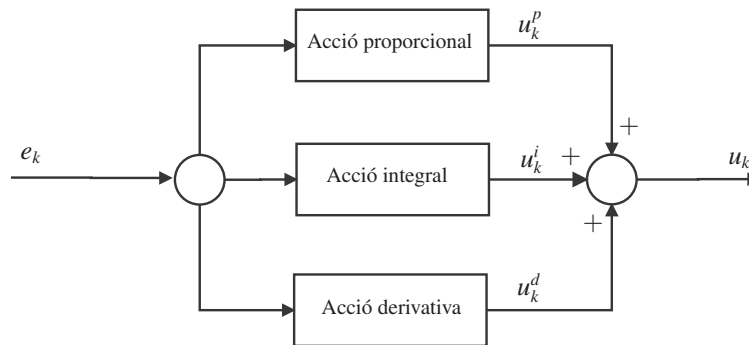 Acció proporcional
u_k^p
+
e_k
Acció integral
u_k^i
+
u_k
+
Acció derivativa
u_k^d